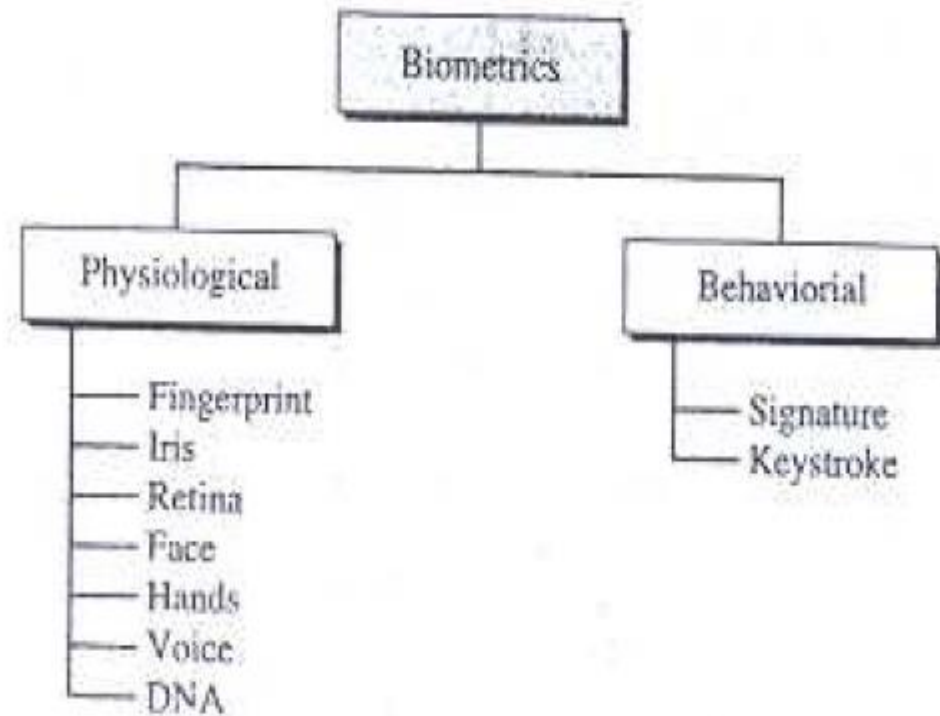 Biometrics
Physiological
Behaviorial
Fingerprint
Iris
Retina
Face
Hands
Voice
DNA
Signature
Keystroke